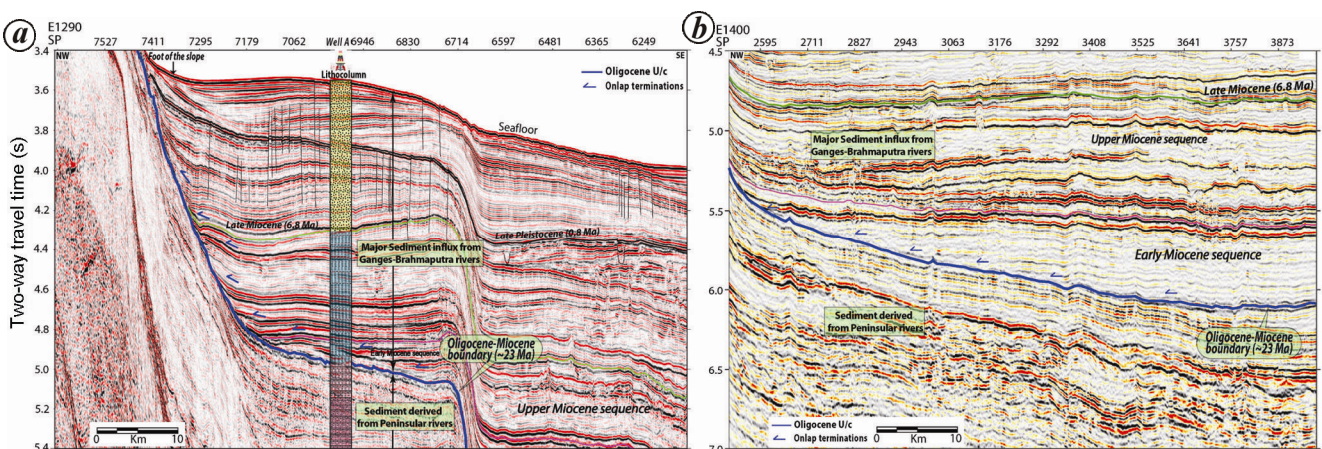 a
E1290
SP 7527 7411 7295 7179 7062 Well A 6946 6830 6714 6597 6481 6365 6249
NW
Foot of the slope
SE
Lithocolumn
Oligocene U/c
Onlap terminations
Seafloor
Late Miocene (6.8 Ma)
Late Pleistocene (0.8 Ma)
Major Sediment influx from
Ganges-Brahmaputra rivers
Early Miocene sequence
Oligocene-Miocene
boundary (~23 Ma)
Sediment derived
from Peninsular rivers
Upper Miocene sequence
0 Km 10
Two-way travel time (s)
3.4
3.6
3.8
4.0
4.2
4.4
4.6
4.8
5.0
5.2
5.4
b
E1400
SP 2595 2711 2827 2943 3063 3176 3292 3408 3525 3641 3757 3873
NW
SE
Late Miocene (6.8 Ma)
Major Sediment influx from
Ganges-Brahmaputra rivers
Upper Miocene sequence
Early Miocene sequence
Sediment derived
from Peninsular rivers
Oligocene-Miocene
boundary (~23 Ma)
Oligocene U/c
Onlap terminations
0 Km 10
4.5
5.0
5.5
6.0
6.5
7.0